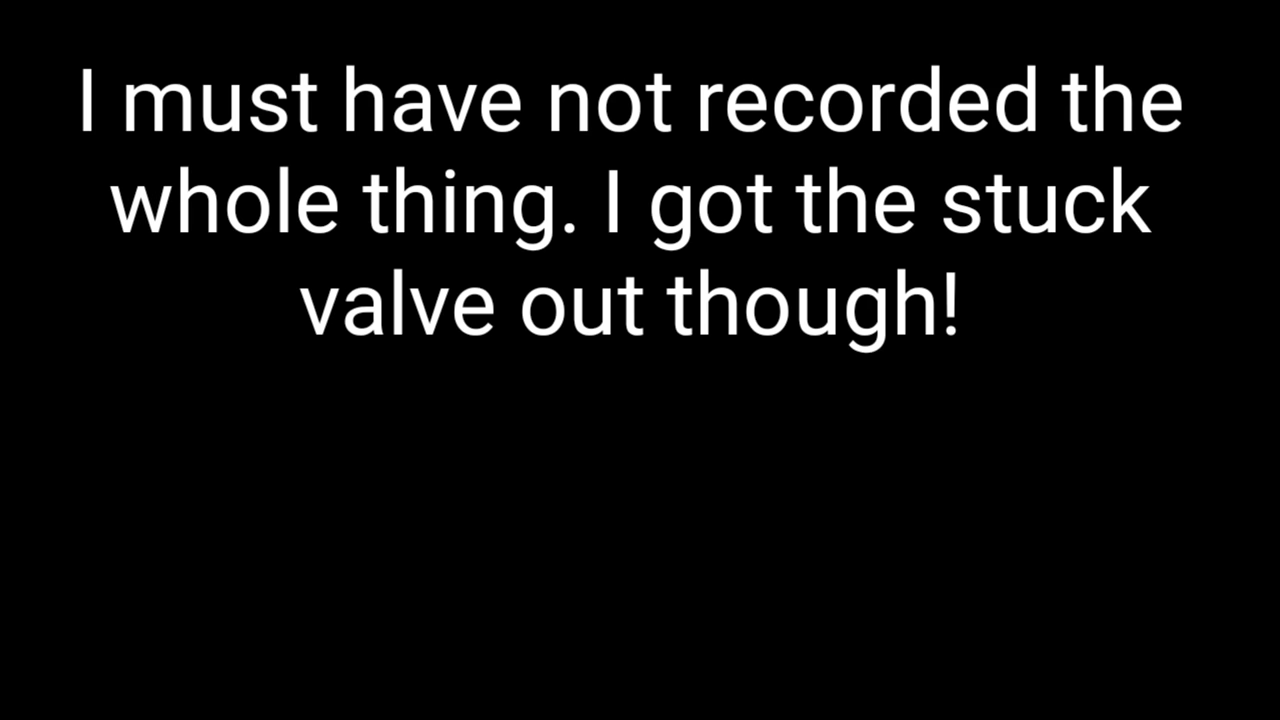 I must have not recorded the
whole thing. I got the stuck
valve out though!